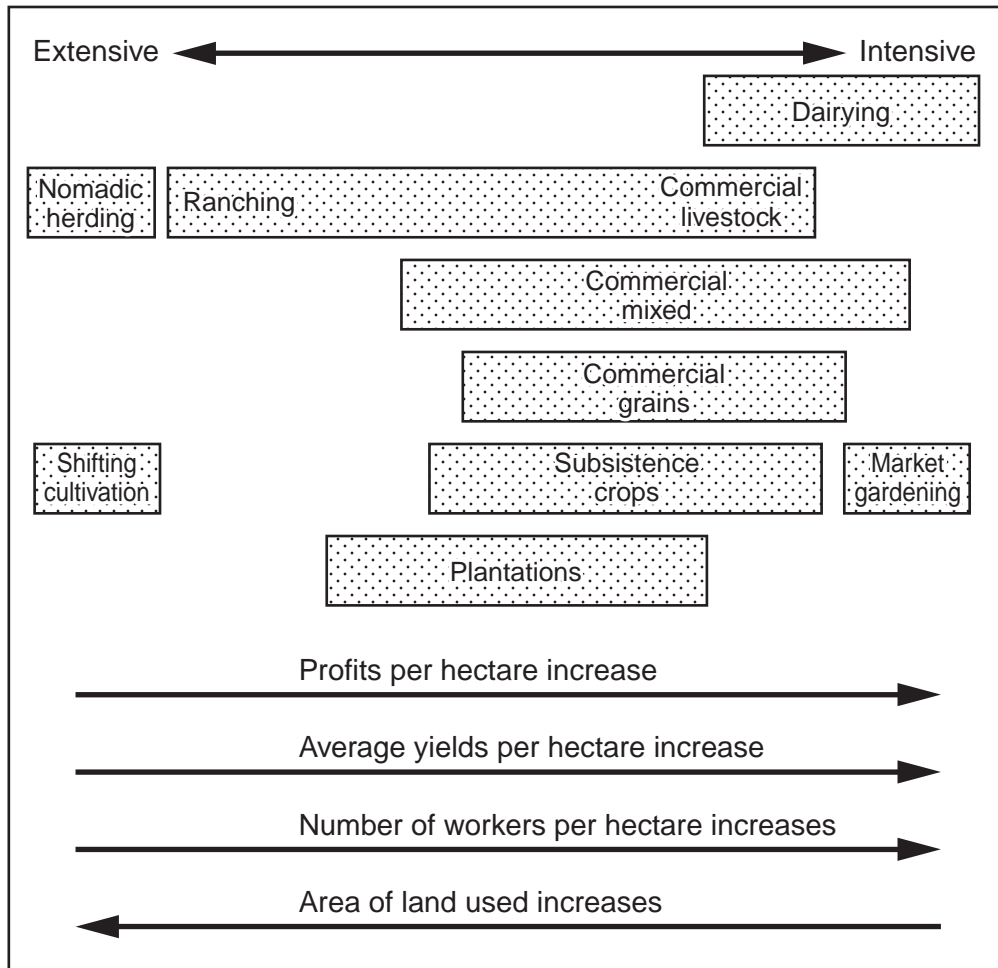 Extensive Intensive
Dairying
Nomadic
herding
Ranching
Commercial
livestock
Commercial
mixed
Commercial
grains
Shifting
cultivation
Subsistence
crops
Market
gardening
Plantations
Profits per hectare increase
Average yields per hectare increase
Number of workers per hectare increases
Area of land used increases